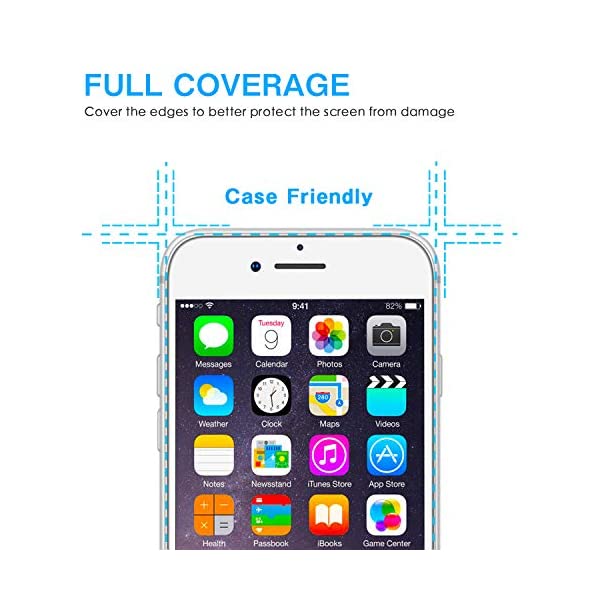 FULL COVERAGE
Cover the edges to better protect the screen from damage
Case Friendly
9:41 82%
Tuesday
9
280
Messages Calendar Photos Camera
Weather Clock Maps Videos
Notes Newsstand iTunes Store App Store
Health Passbook iBooks Game Center